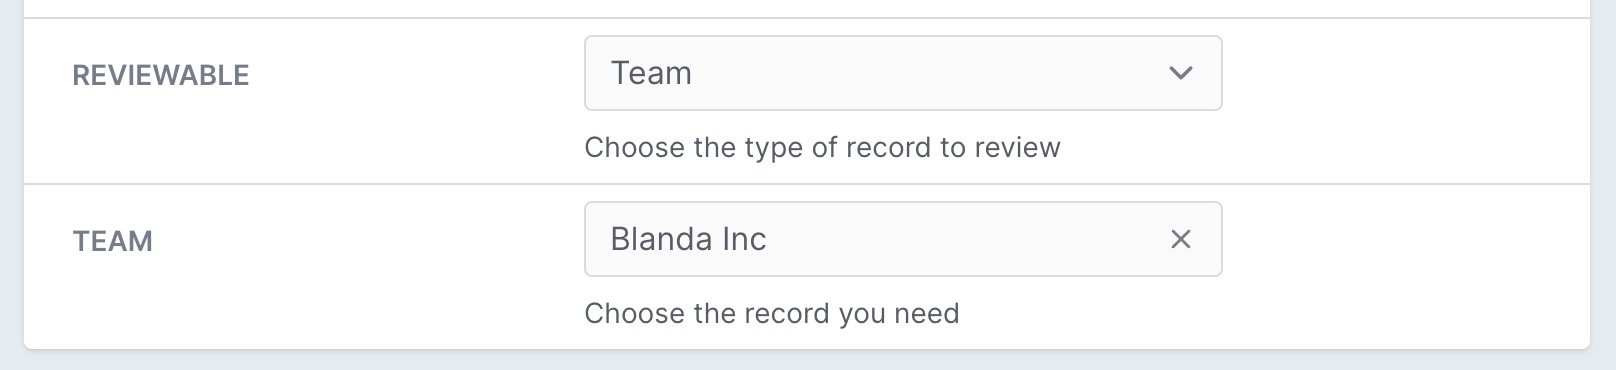 REVIEWABLE
Team
Choose the type of record to review
TEAM
Blanda Inc
Choose the record you need